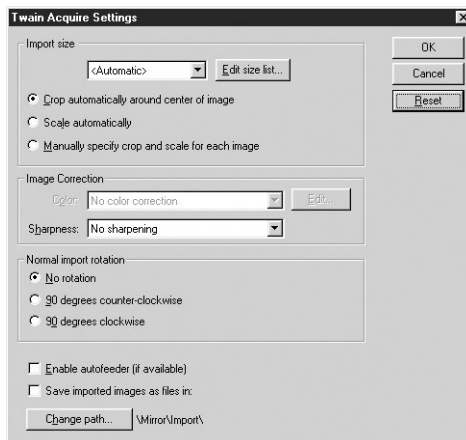 Twain Acquire Settings
Import size
<Automatic>
Edit size list...
Crop automatically around center of image
Scale automatically
Manually specify crop and scale for each image
OK
Cancel
Reset
Image Correction
Color: No color correction
Edit...
Sharpness: No sharpening
Normal import rotation
No rotation
90 degrees counter-clockwise
90 degrees clockwise
Enable autofeeder (if available)
Save imported images as files in:
Change path... \Mirror\Import\